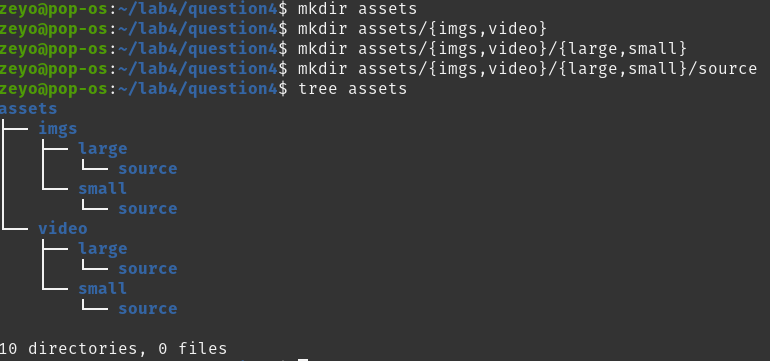 zeyo@pop-os:~/lab4/question4$ mkdir assets
zeyo@pop-os:~/lab4/question4$ mkdir assets/{imgs,video}
zeyo@pop-os:~/lab4/question4$ mkdir assets/{imgs,video}/{large,small}
zeyo@pop-os:~/lab4/question4$ mkdir assets/{imgs,video}/{large,small}/source
zeyo@pop-os:~/lab4/question4$ tree assets
assets
├── imgs
│   ├── large
│   │   └── source
│   └── small
│       └── source
└── video
    ├── large
    │   └── source
    └── small
        └── source
10 directories, 0 files